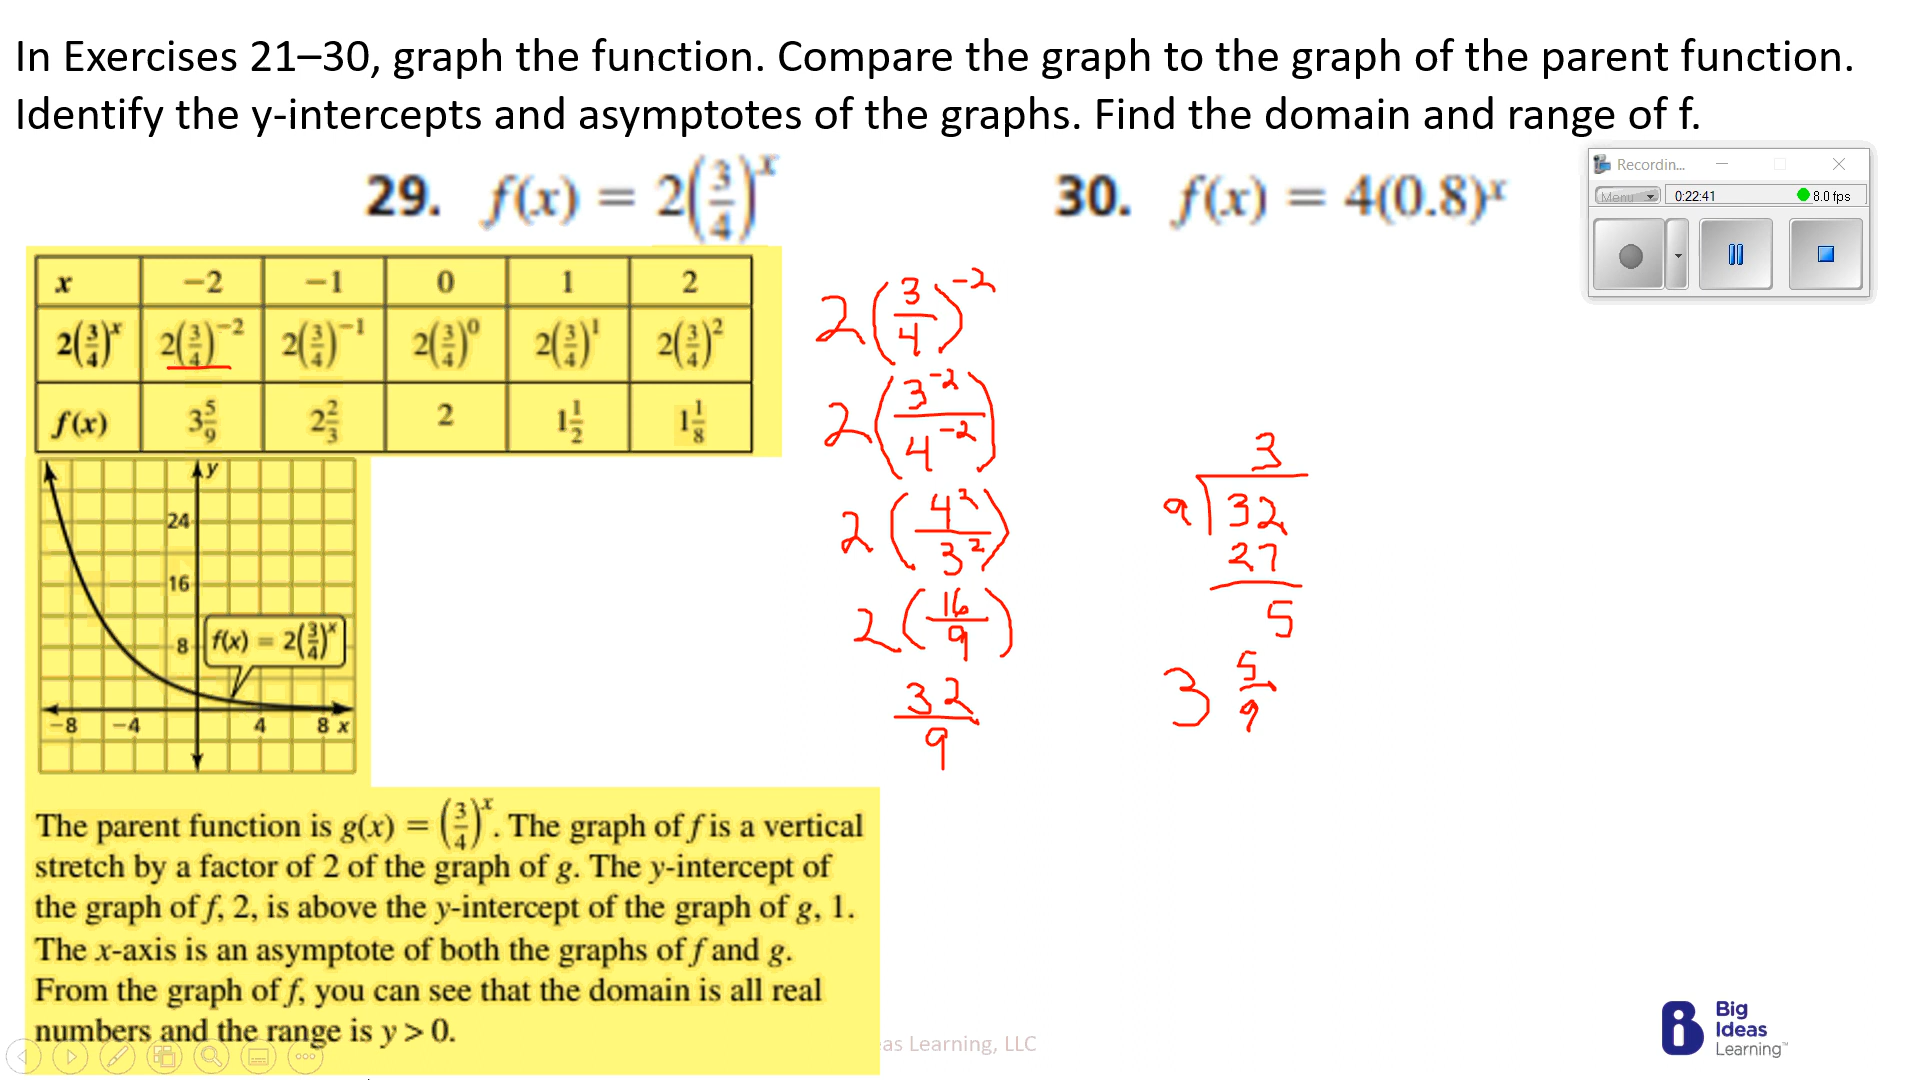 In Exercises 21–30, graph the function. Compare the graph to the graph of the parent function.
Identify the y-intercepts and asymptotes of the graphs. Find the domain and range of f.
29. f(x) = 2(3/4)^x
30. f(x) = 4(0.8)^x
Recordin...
Menu 0:22:41 8.0 fps
x −2 −1 0 1 2
2(3/4)^x 2(3/4)^−2 2(3/4)^−1 2(3/4)^0 2(3/4)^1 2(3/4)^2
f(x) 3 5/9 2 2/3 2 1 1/2 1 1/8
y
24
16
8
f(x) = 2(3/4)^x
−8 −4 4 8 x
2(3/4)^-2
2(3^-2/4^-2)
2(4^2/3^2)
2(16/9)
32/9
3
9 32
27
5
3 5/9
The parent function is g(x) = (3/4)^x. The graph of f is a vertical
stretch by a factor of 2 of the graph of g. The y-intercept of
the graph of f, 2, is above the y-intercept of the graph of g, 1.
The x-axis is an asymptote of both the graphs of f and g.
From the graph of f, you can see that the domain is all real
numbers and the range is y > 0.
as Learning, LLC
Big
Ideas
Learning™